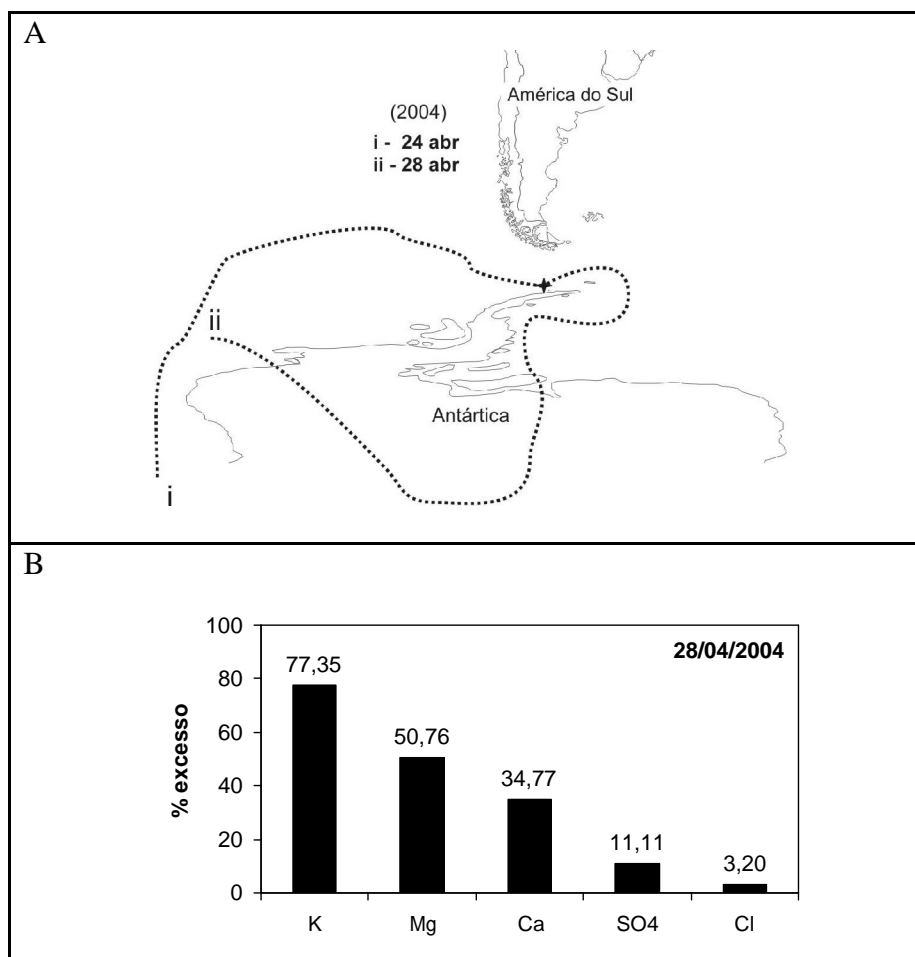 A
América do Sul
(2004)
i - 24 abr
ii - 28 abr
ii
Antártica
i
B
28/04/2004
% excesso
100
80
60
40
20
0
77,35
50,76
34,77
11,11
3,20
K
Mg
Ca
SO4
Cl